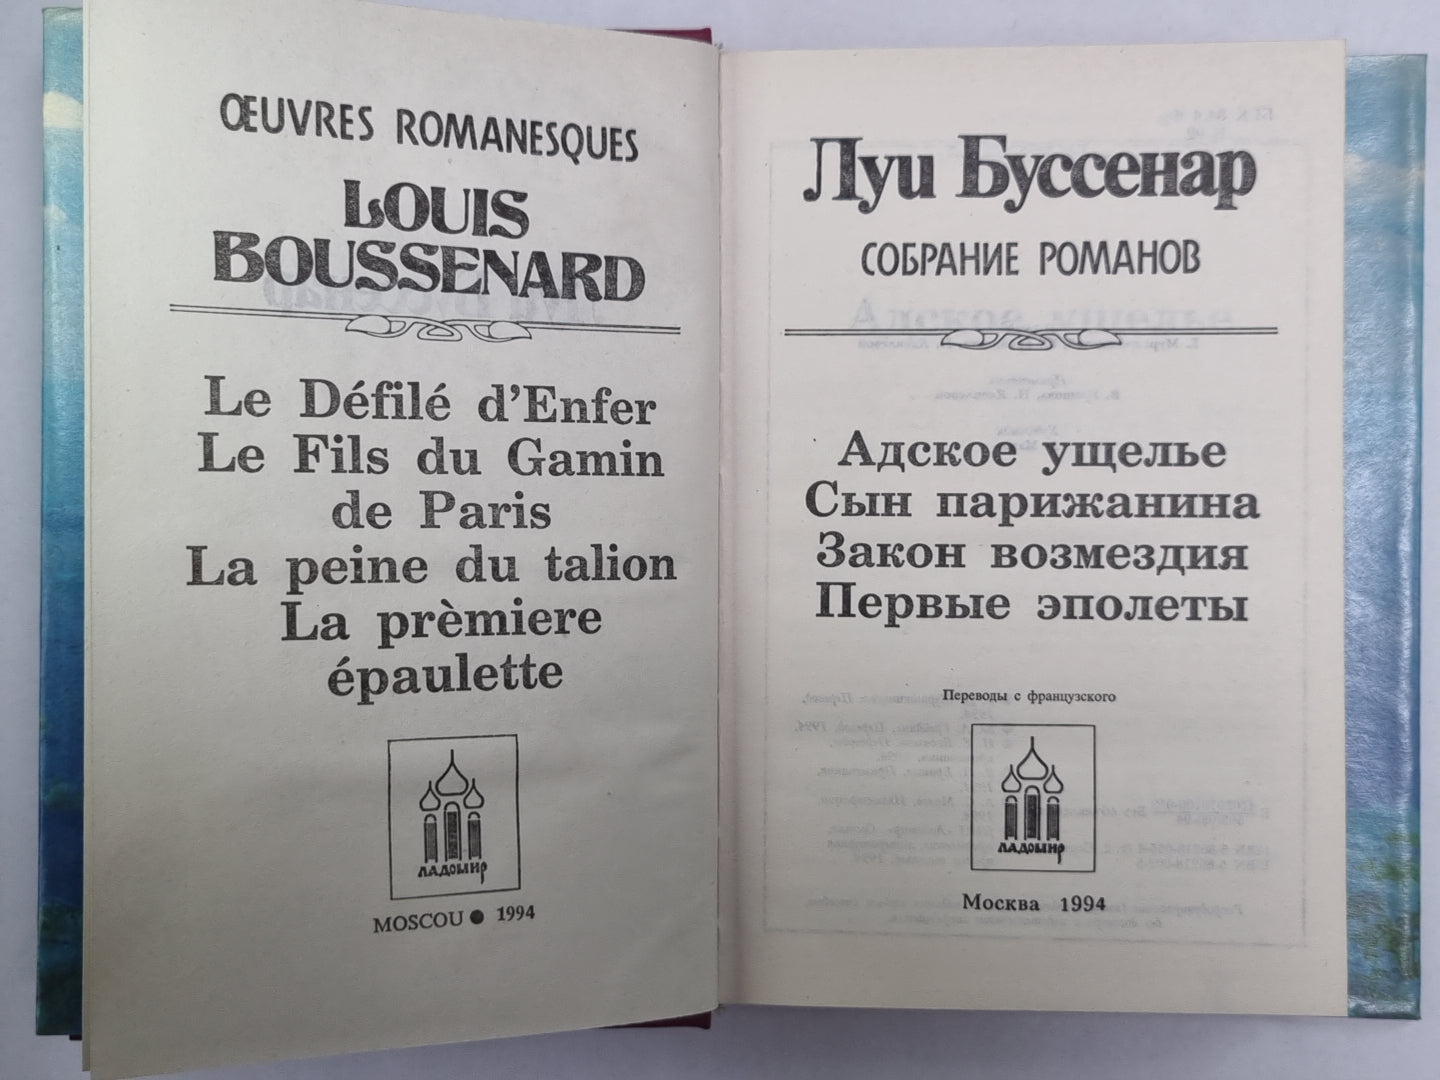 ŒUVRES ROMANESQUES
LOUIS
BOUSSENARD
Le Défilé d'Enfer
Le Fils du Gamin
de Paris
La peine du talion
La prèmiere
épaulette
ЛАДОМИР
MOSCOU ● 1994
Луи Буссенар
СОБРАНИЕ РОМАНОВ
Адское ущелье
Сын парижанина
Закон возмездия
Первые эполеты
Переводы с французского
ЛАДОМИР
Москва 1994